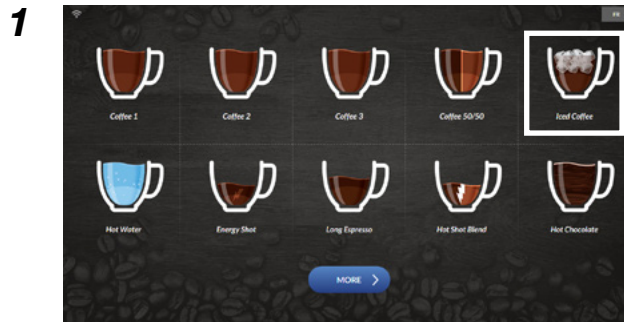 1
FR
Coffee 1 Coffee 2 Coffee 3 Coffee 50/50 Iced Coffee
Hot Water Energy Shot Long Espresso Hot Shot Blend Hot Chocolate
MORE >